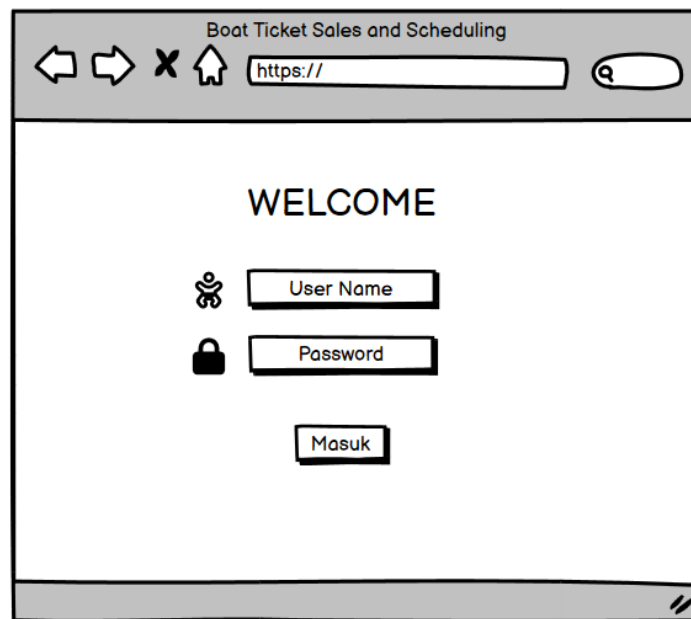 Boat Ticket Sales and Scheduling
https://
WELCOME
User Name
Password
Masuk